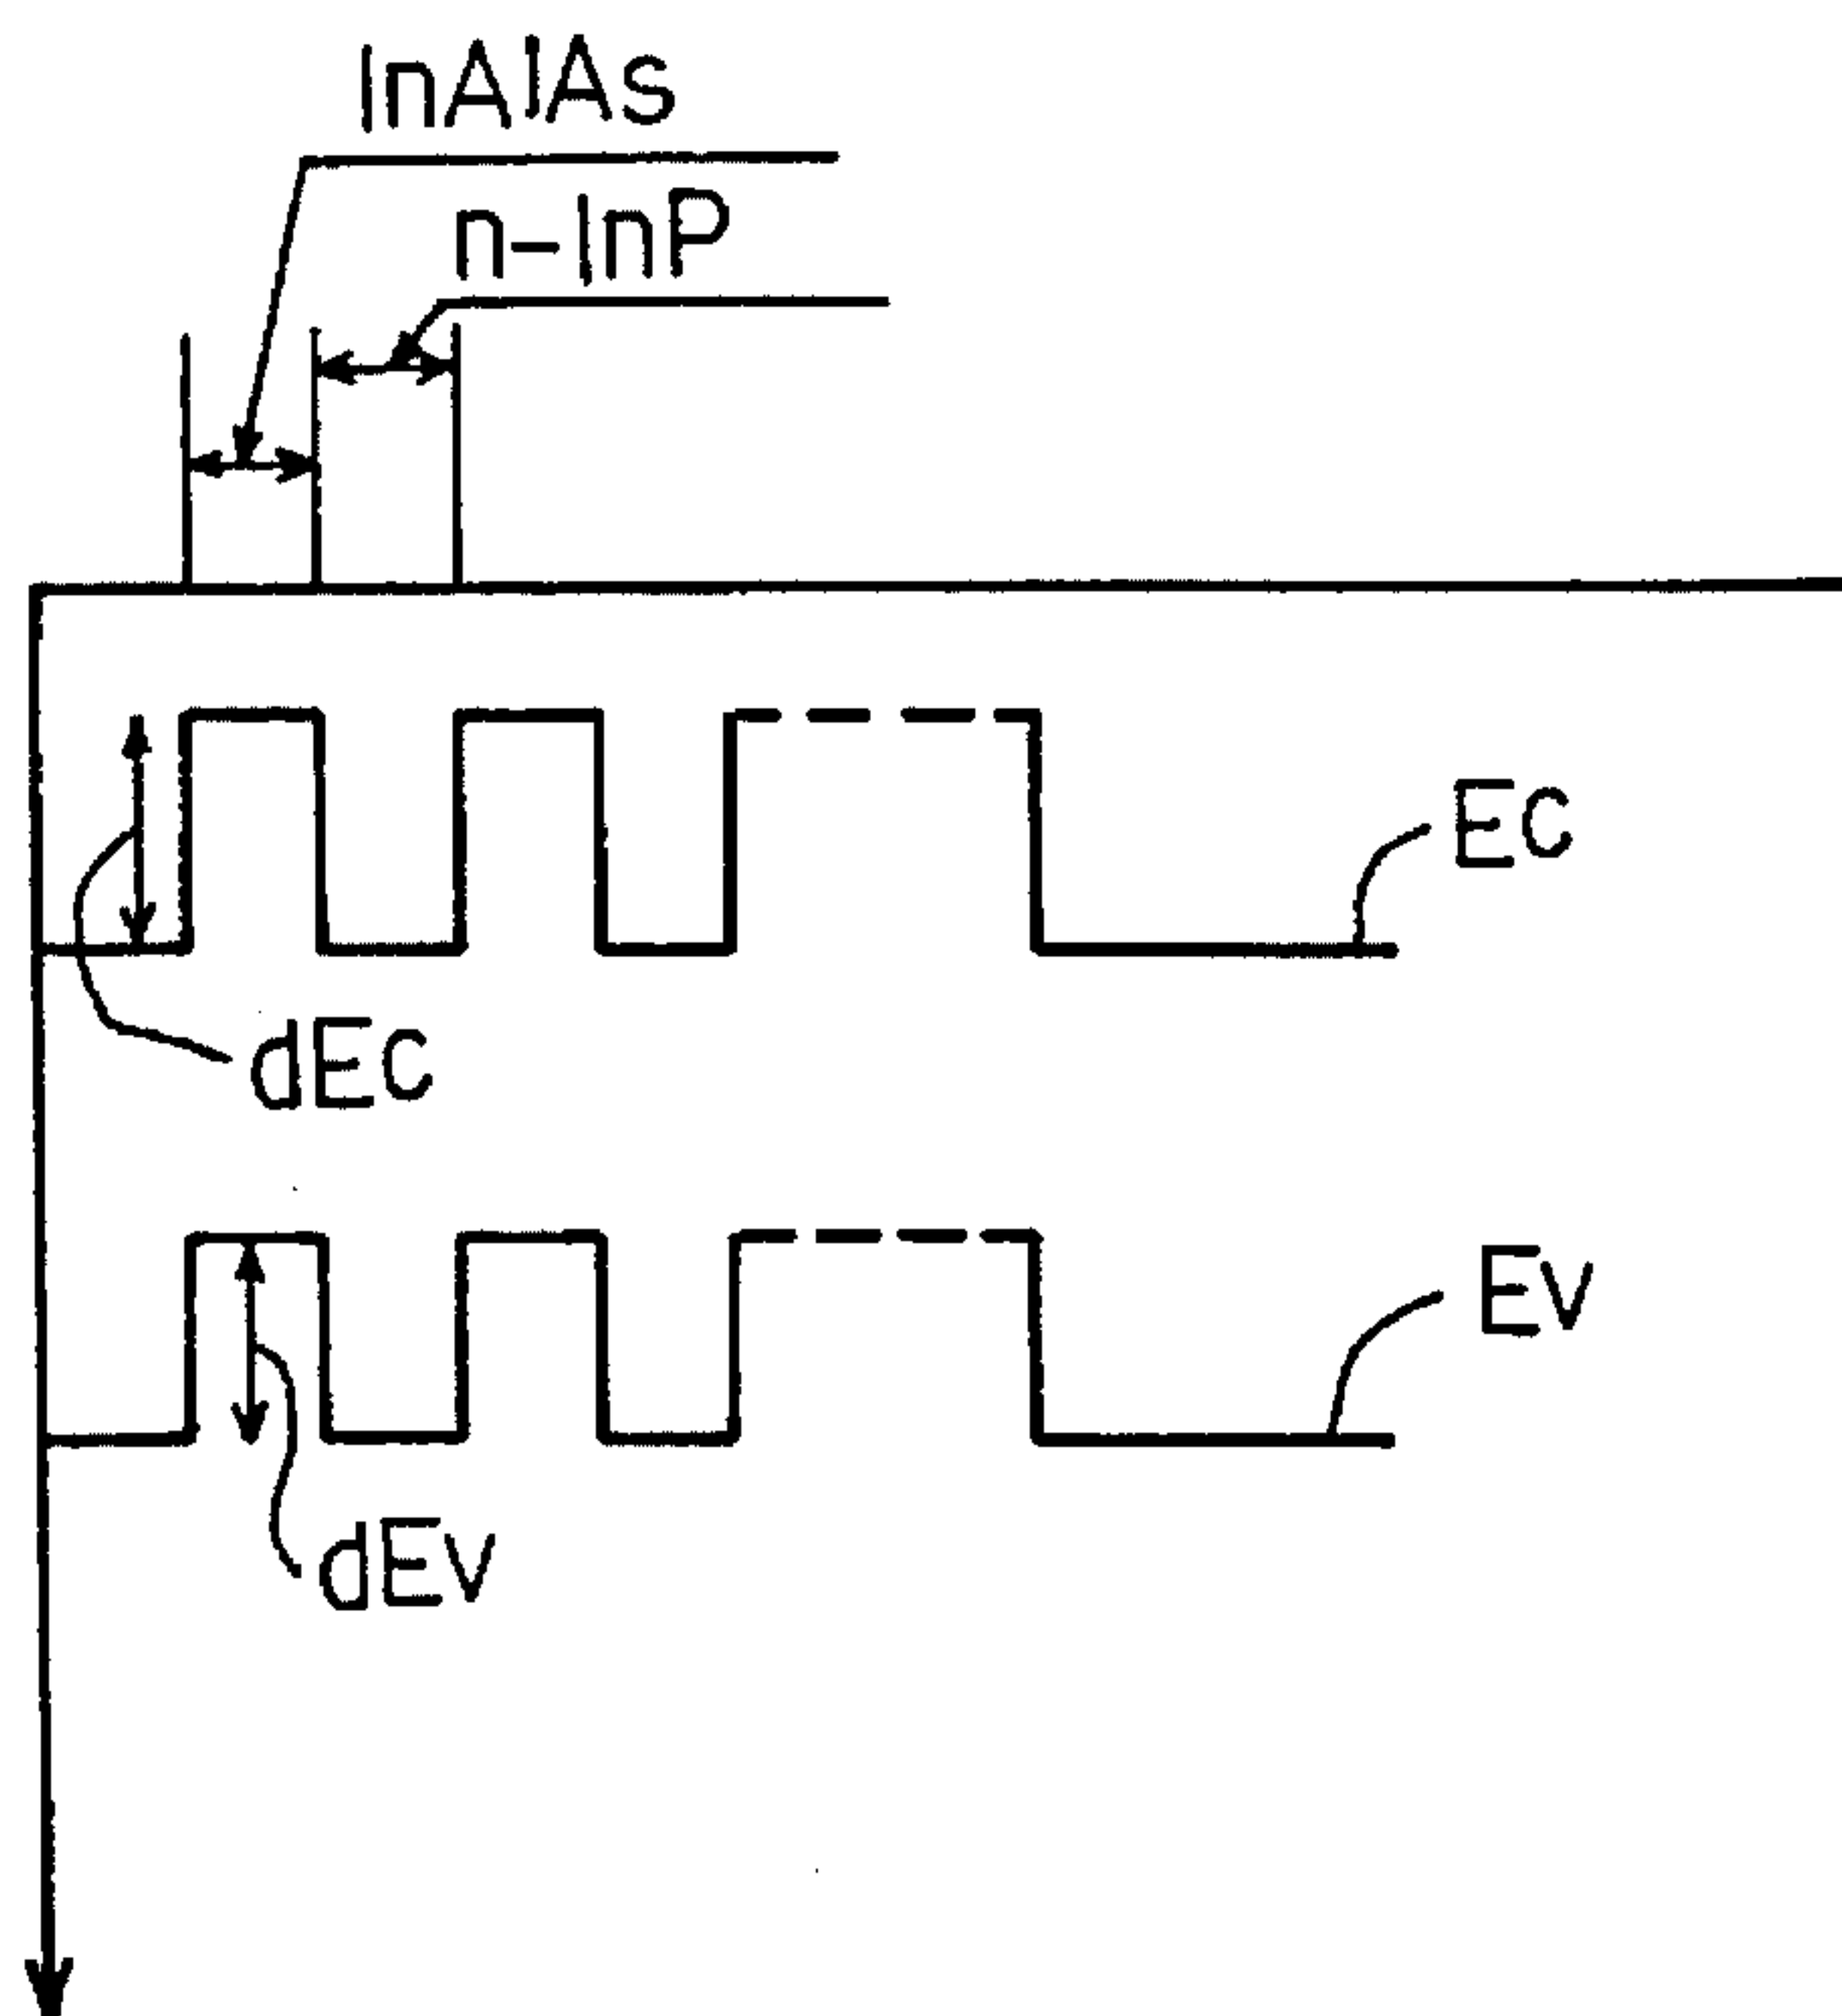 InAlAs
n-InP
EC
dEC
Ev
dEv